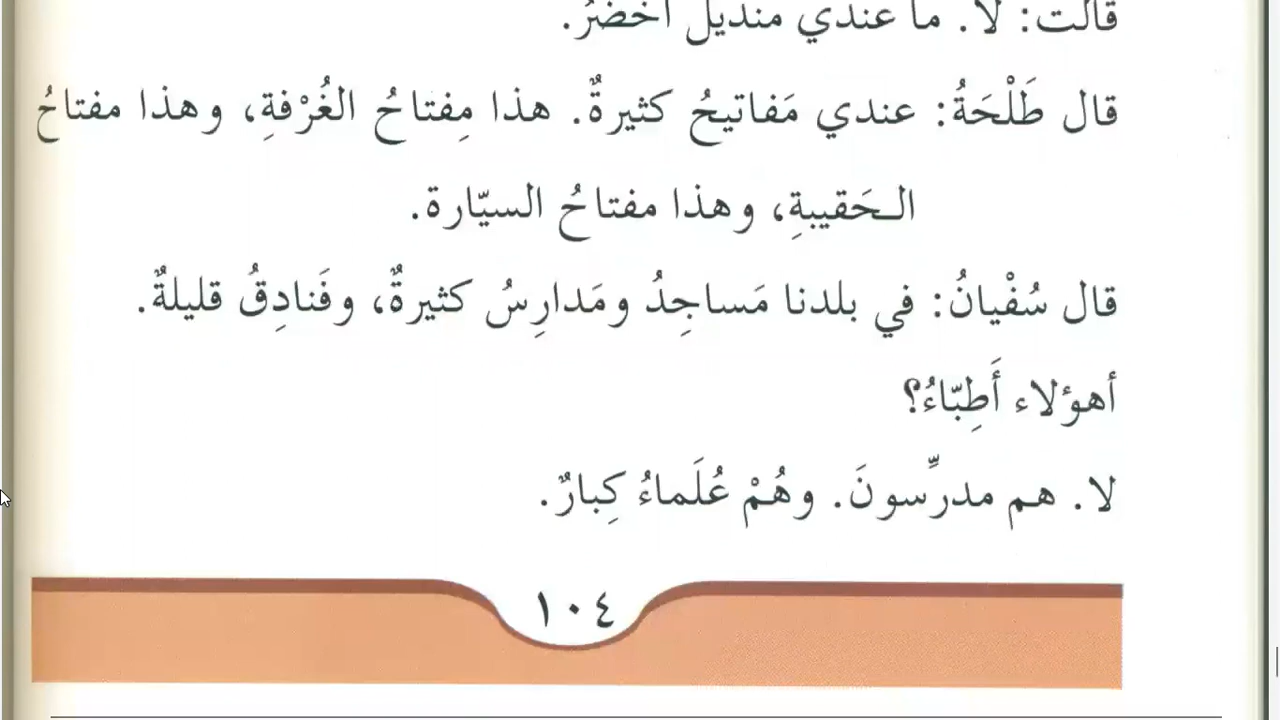 قالت: لا. ما عندي منديل أخضرُ.
قال طَلْحَةُ: عندي مَفاتيحُ كثيرةٌ. هذا مِفتاحُ الغُرْفةِ، وهذا مفتاحُ
الـحَقيبةِ، وهذا مفتاحُ السيّارة.
قال سُفْيانُ: في بلدنا مَساجِدُ ومَدارِسُ كثيرةٌ، وفَنادِقُ قليلةٌ.
أهؤلاء أَطِبّاءُ؟
لا. هم مدرِّسونَ. وهُمْ عُلَماءُ كِبارٌ.
١٠٤